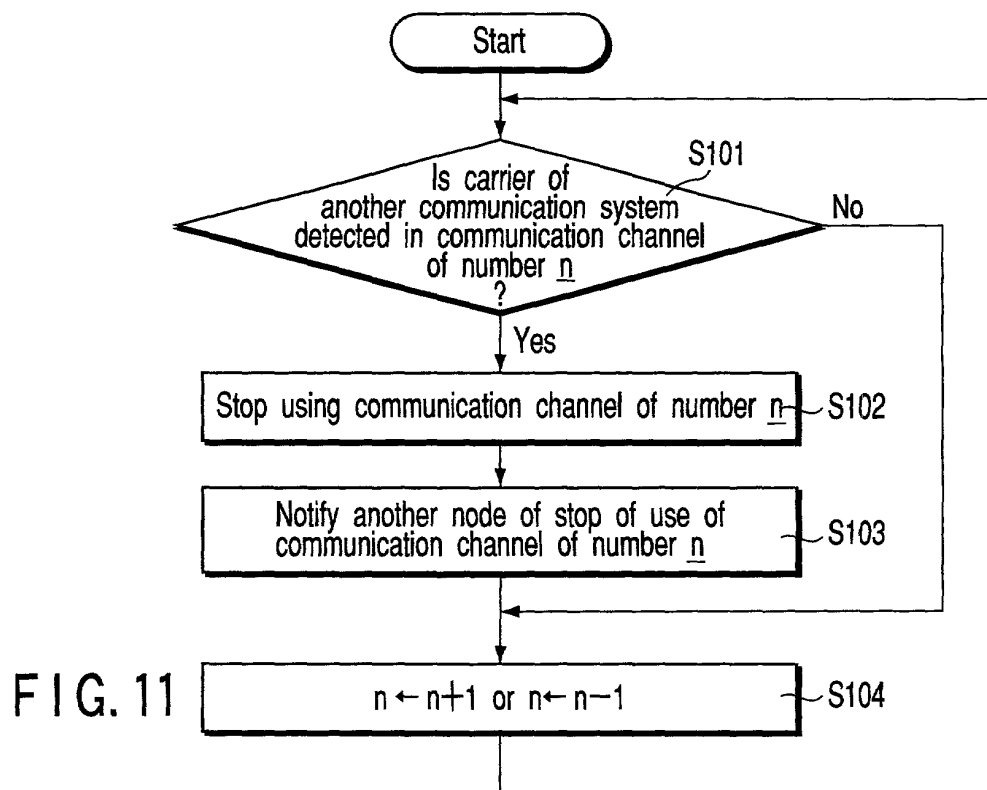 Start
S101
Is carrier of
another communication system
detected in communication channel
of number n
?
No
Yes
Stop using communication channel of number n
S102
Notify another node of stop of use of
communication channel of number n
S103
n←n+1 or n←n−1
S104
FIG. 11